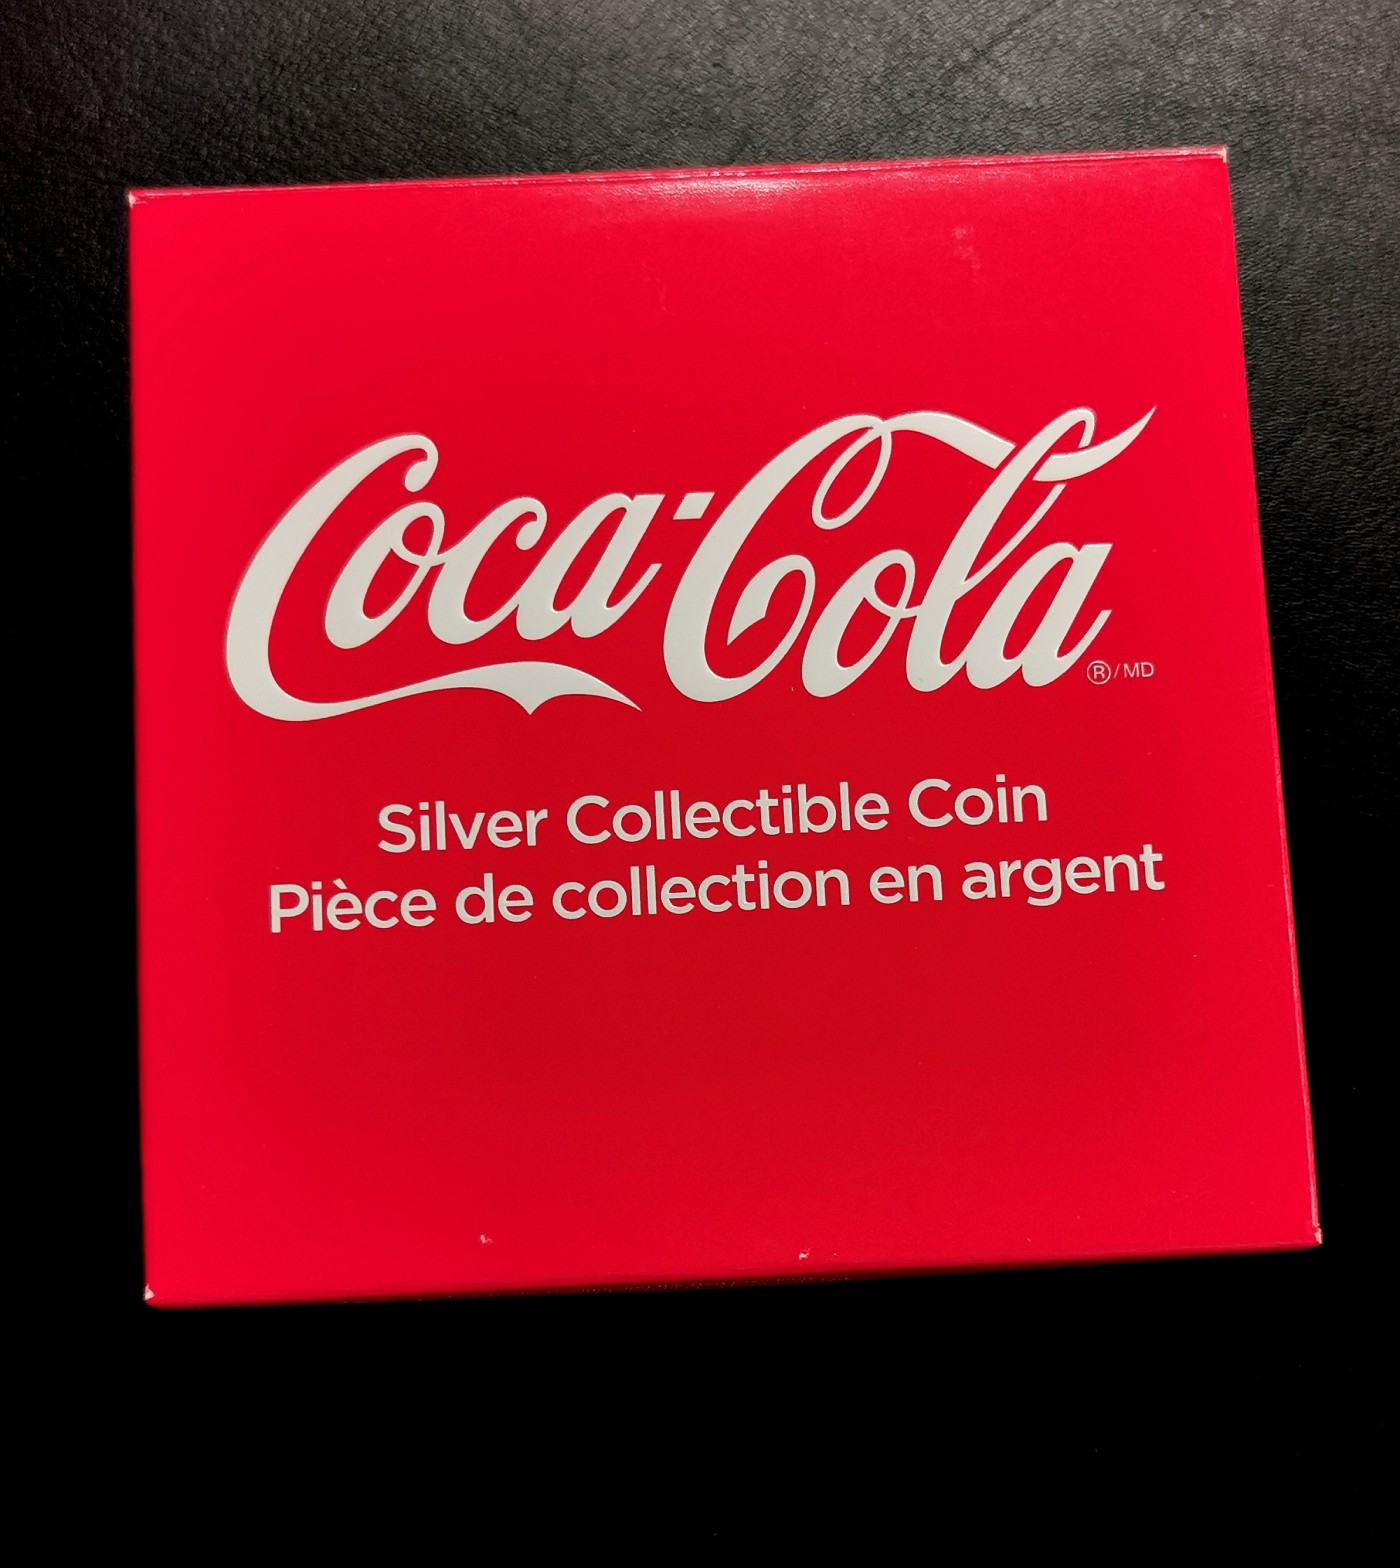 Coca-Cola
®/MD
Silver Collectible Coin
Pièce de collection en argent